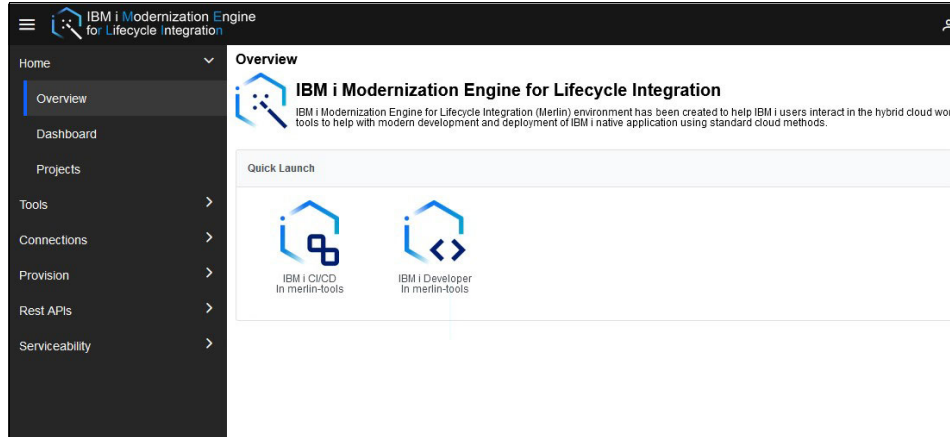 IBM i Modernization Engine
for Lifecycle Integration
Home
Overview
Dashboard
Projects
Tools
Connections
Provision
Rest APIs
Serviceability
Overview
IBM i Modernization Engine for Lifecycle Integration
IBM i Modernization Engine for Lifecycle Integration (Merlin) environment has been created to help IBM i users interact in the hybrid cloud
tools to help with modern development and deployment of IBM i native application using standard cloud methods.
Quick Launch
IBM i CI/CD
In merlin-tools
IBM i Developer
In merlin-tools